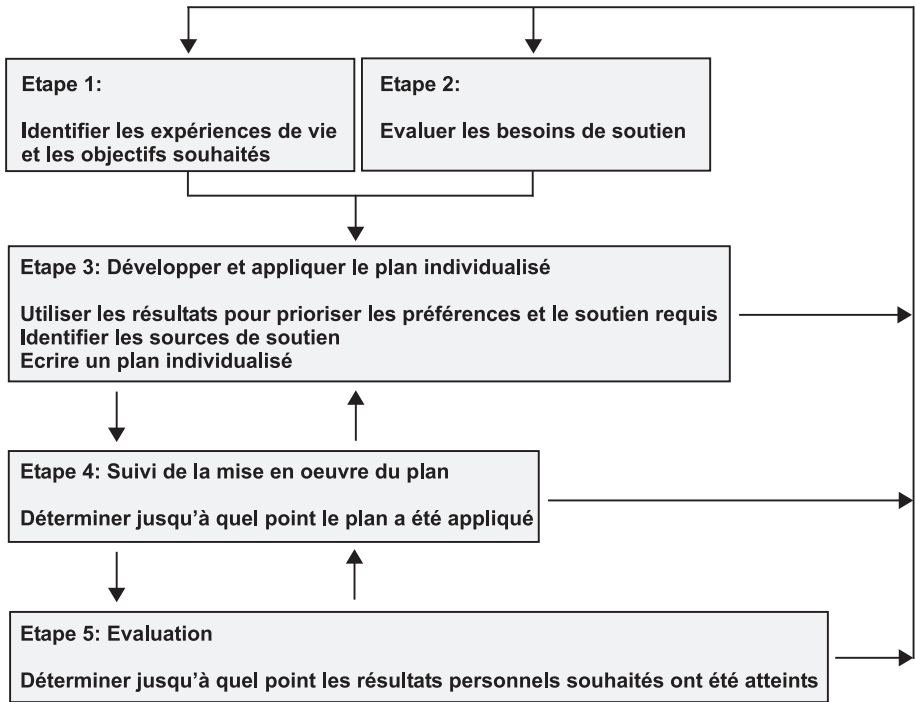 Etape 1:
Identifier les expériences de vie
et les objectifs souhaités
Etape 2:
Evaluer les besoins de soutien
Etape 3: Développer et appliquer le plan individualisé
Utiliser les résultats pour prioriser les préférences et le soutien requis
Identifier les sources de soutien
Ecrire un plan individualisé
Etape 4: Suivi de la mise en oeuvre du plan
Déterminer jusqu’à quel point le plan a été appliqué
Etape 5: Evaluation
Déterminer jusqu’à quel point les résultats personnels souhaités ont été atteints